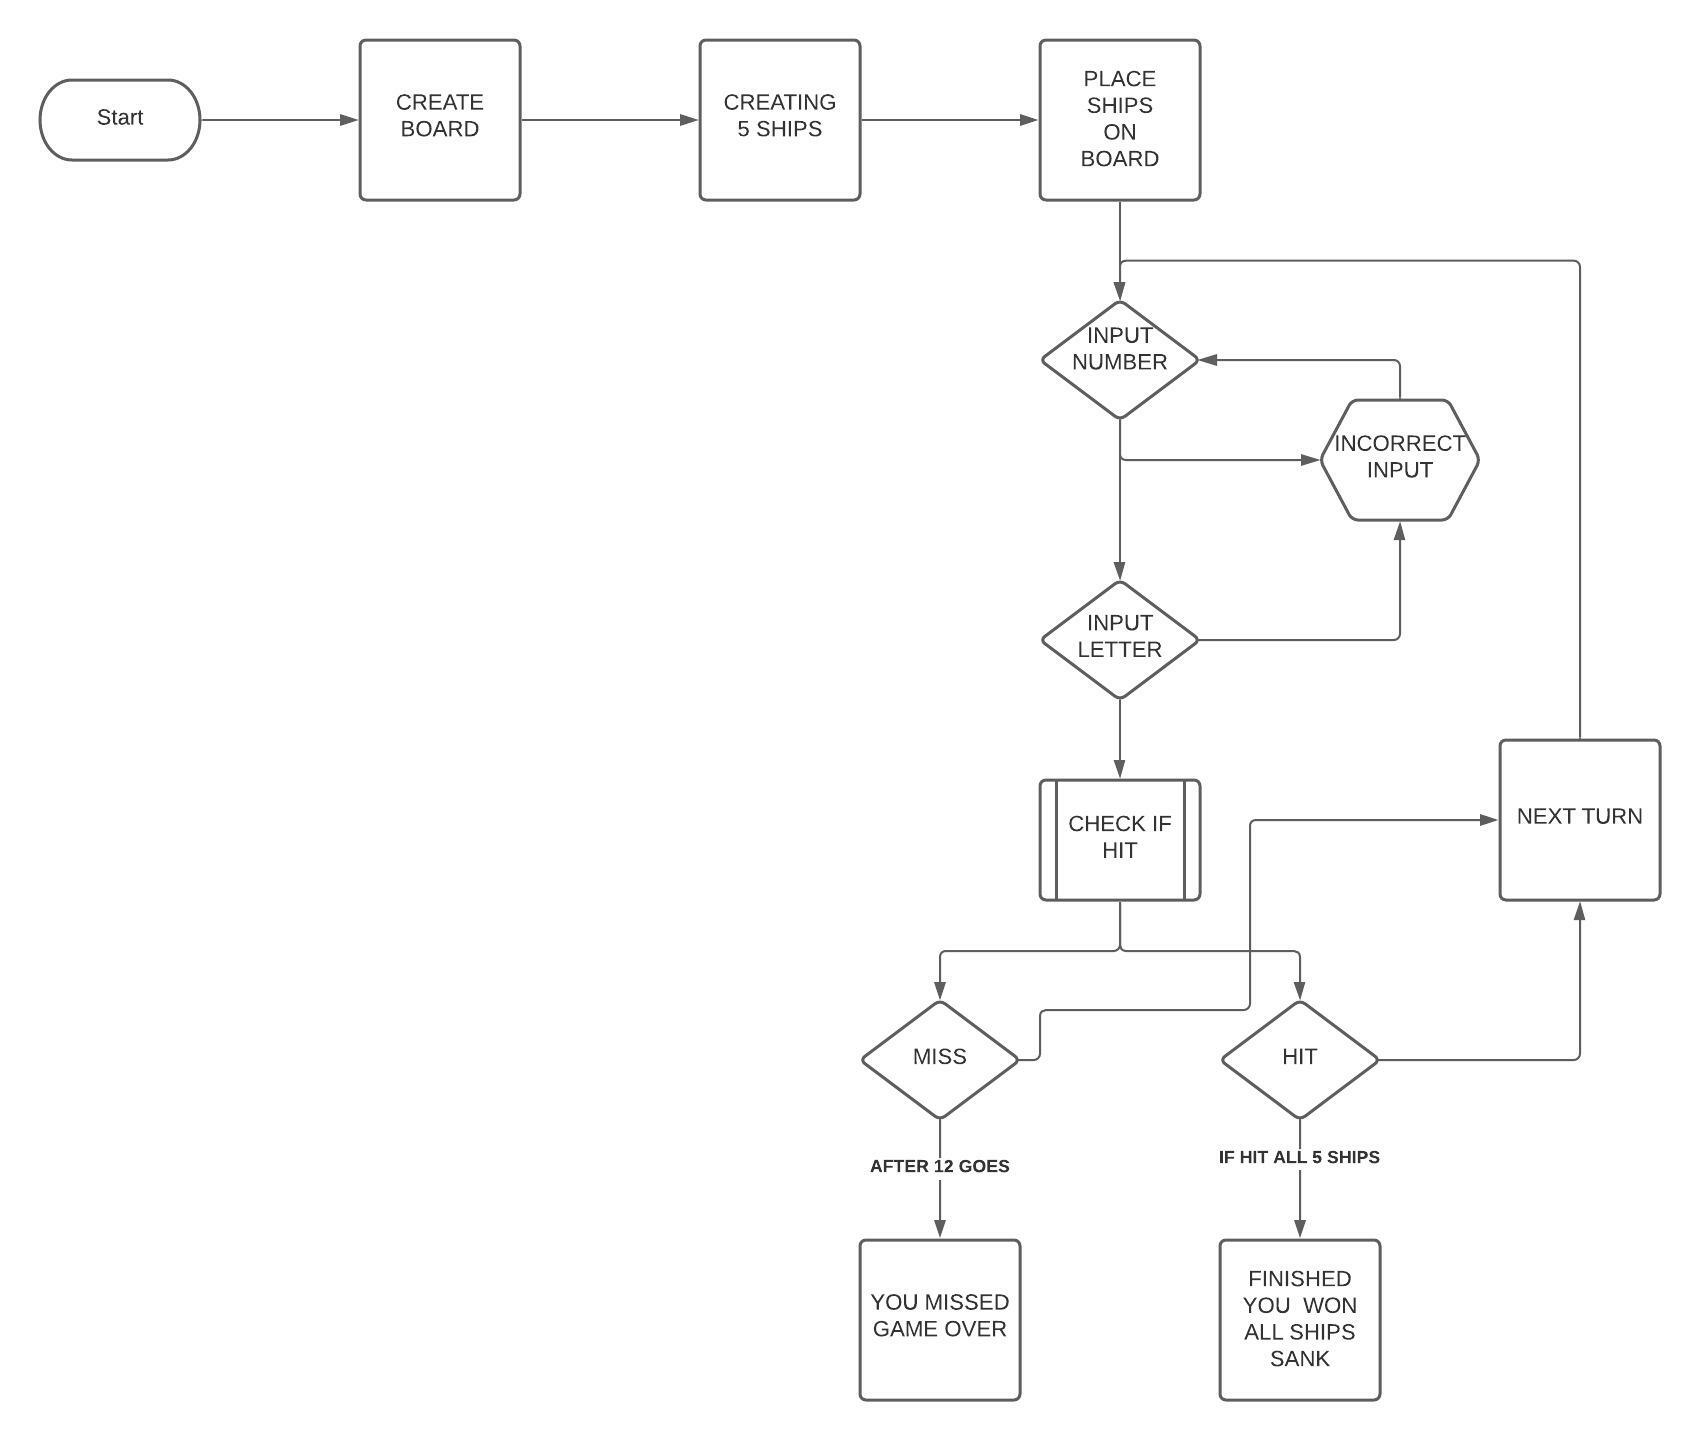 Start
CREATE
BOARD
CREATING
5 SHIPS
PLACE
SHIPS
ON
BOARD
INPUT
NUMBER
INCORRECT
INPUT
INPUT
LETTER
CHECK IF
HIT
NEXT TURN
MISS
HIT
AFTER 12 GOES
IF HIT ALL 5 SHIPS
YOU MISSED
GAME OVER
FINISHED
YOU  WON
ALL SHIPS
SANK